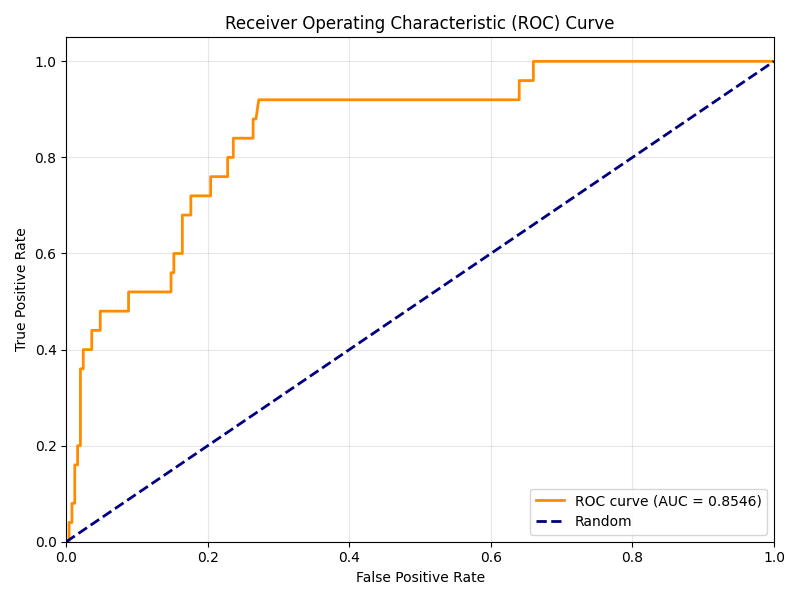 Receiver Operating Characteristic (ROC) Curve
1.0
0.8
0.6
0.4
0.2
0.0
True Positive Rate
0.0 0.2 0.4 0.6 0.8 1.0
False Positive Rate
ROC curve (AUC = 0.8546)
Random